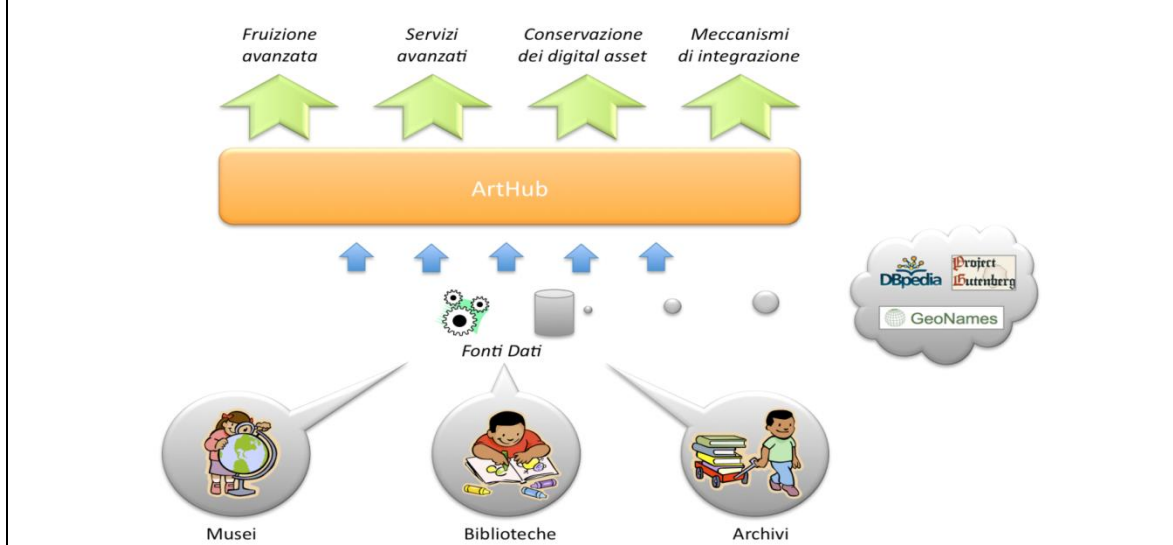 Fruizione avanzata
Servizi avanzati
Conservazione dei digital asset
Meccanismi di integrazione
ArtHub
DBpedia
Project Gutenberg
GeoNames
Fonti Dati
Musei
Biblioteche
Archivi